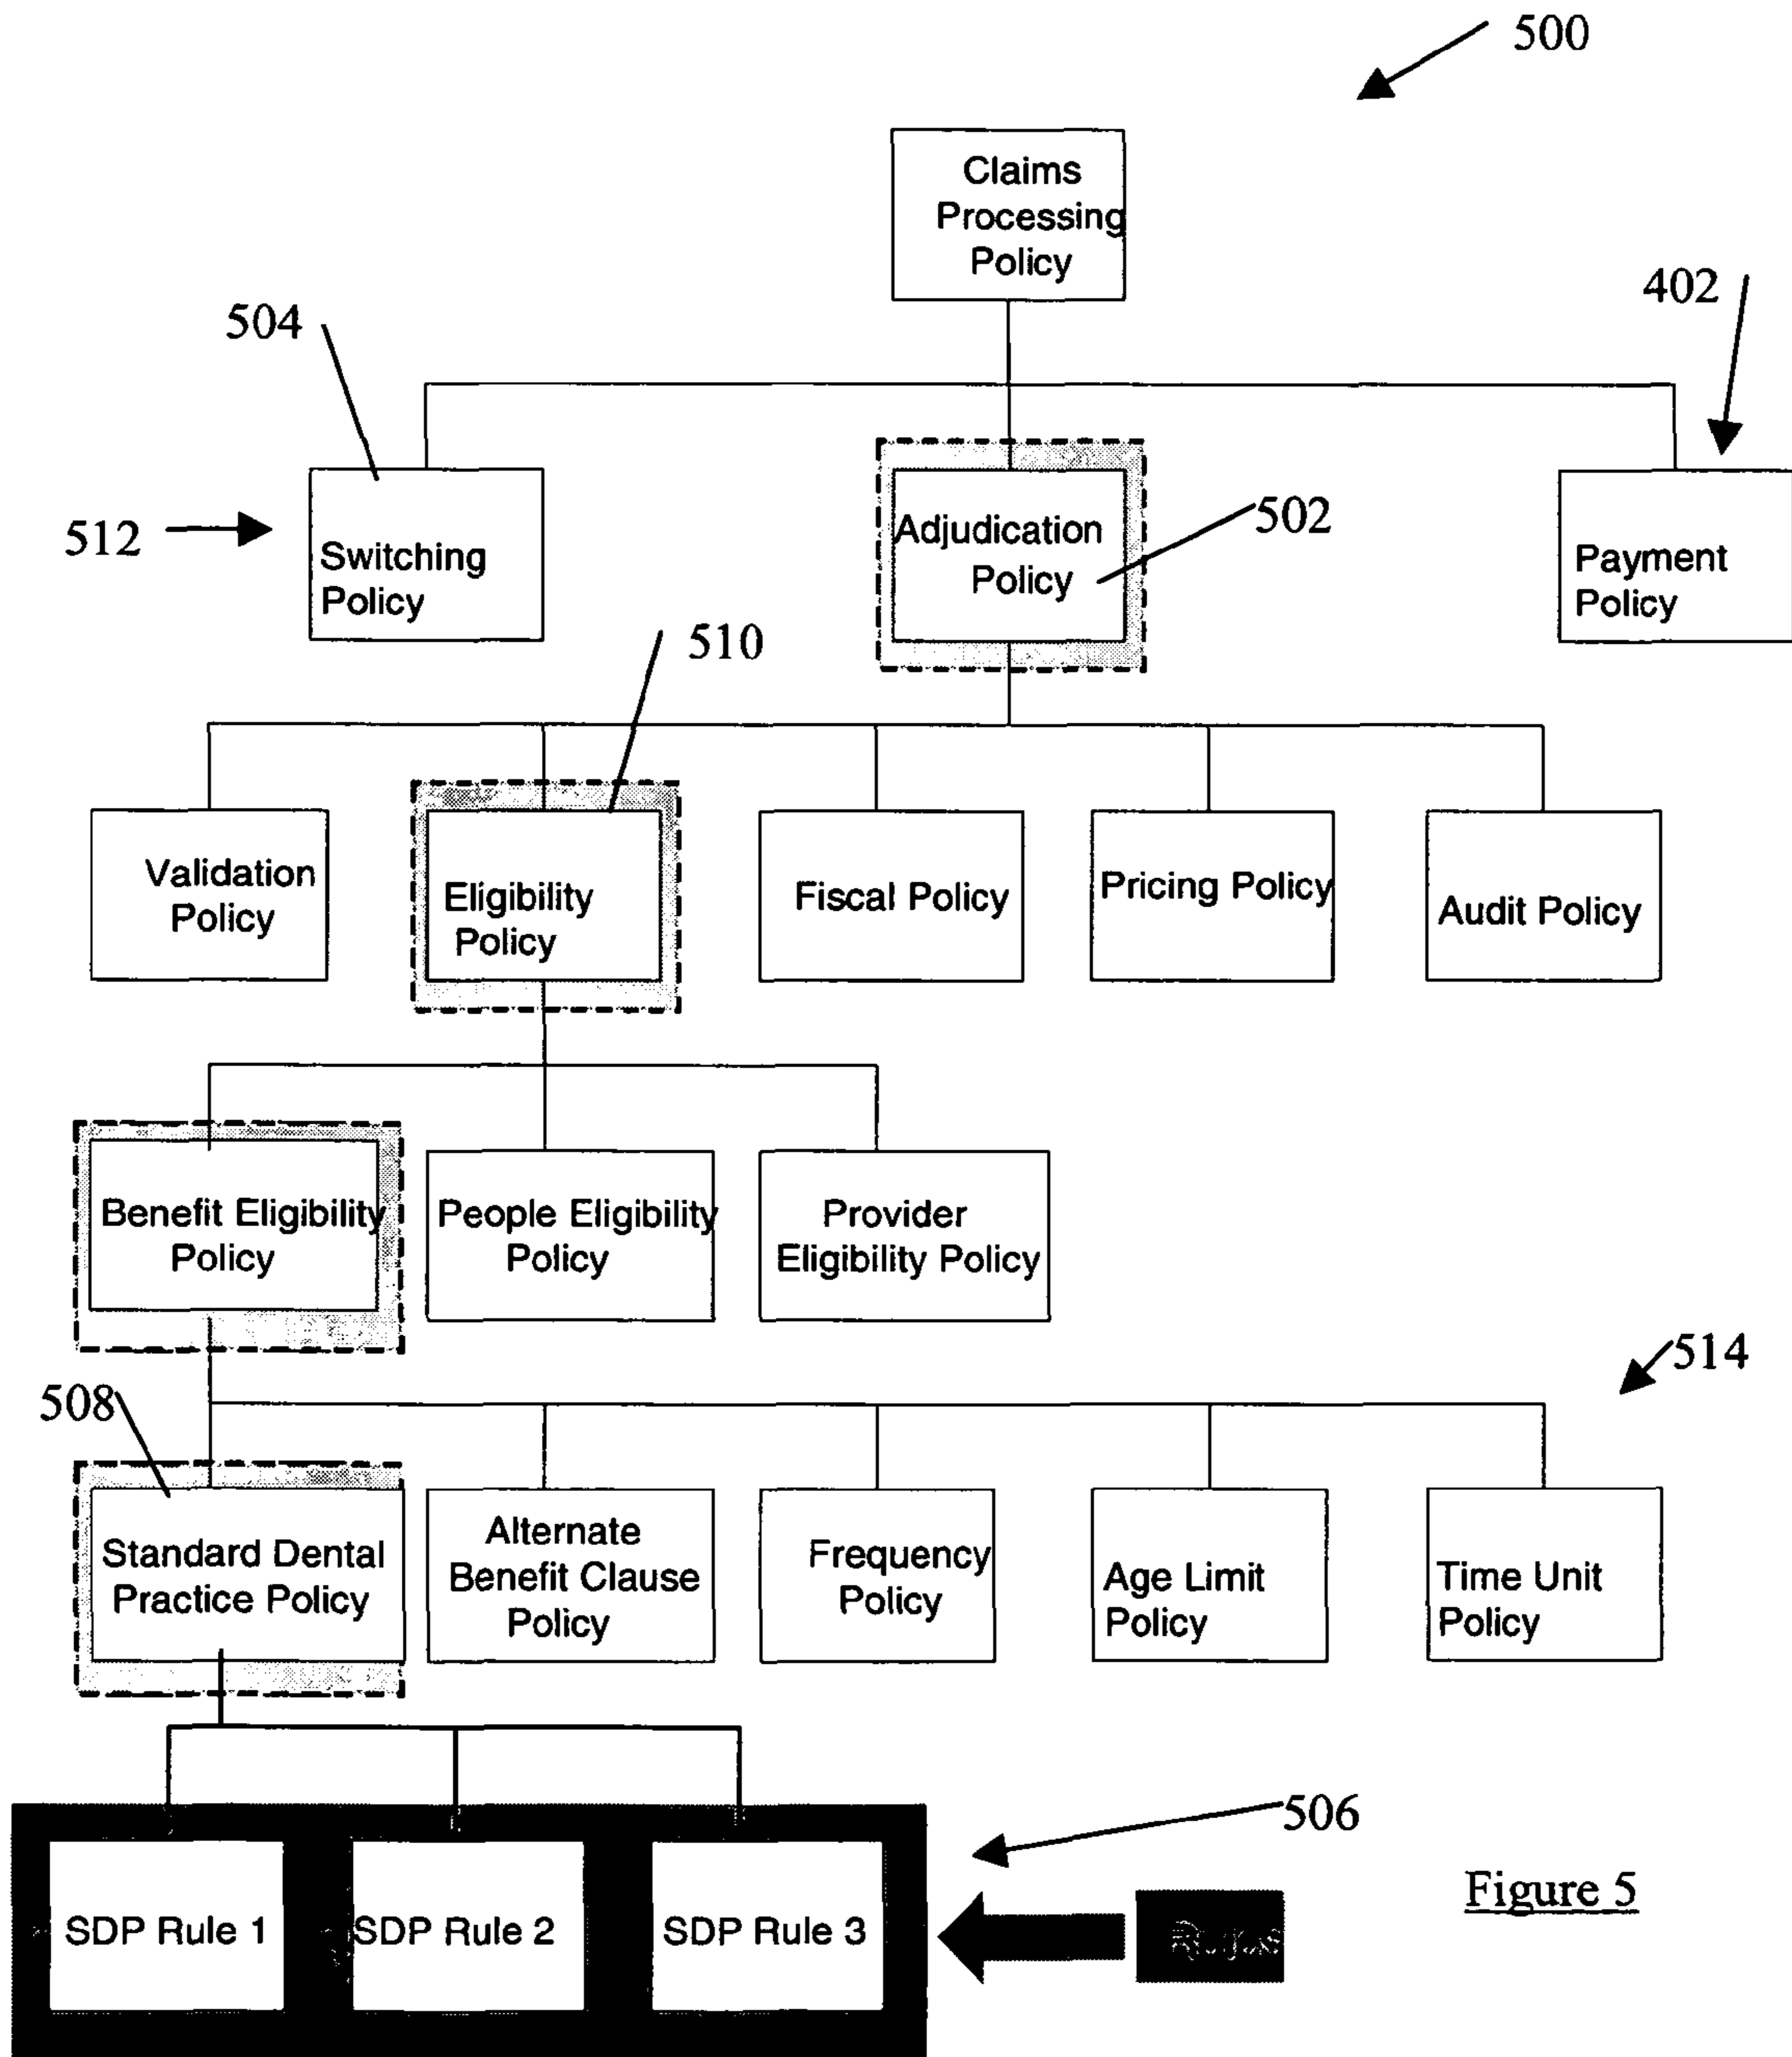 500
Claims
Processing
Policy
402
504
512
Switching
Policy
Adjudication
Policy
502
Payment
Policy
510
Validation
Policy
Eligibility
Policy
Fiscal Policy
Pricing Policy
Audit Policy
Benefit Eligibility
Policy
People Eligibility
Policy
Provider
Eligibility Policy
514
508
Standard Dental
Practice Policy
Alternate
Benefit Clause
Policy
Frequency
Policy
Age Limit
Policy
Time Unit
Policy
506
SDP Rule 1
SDP Rule 2
SDP Rule 3
Rules
Figure 5